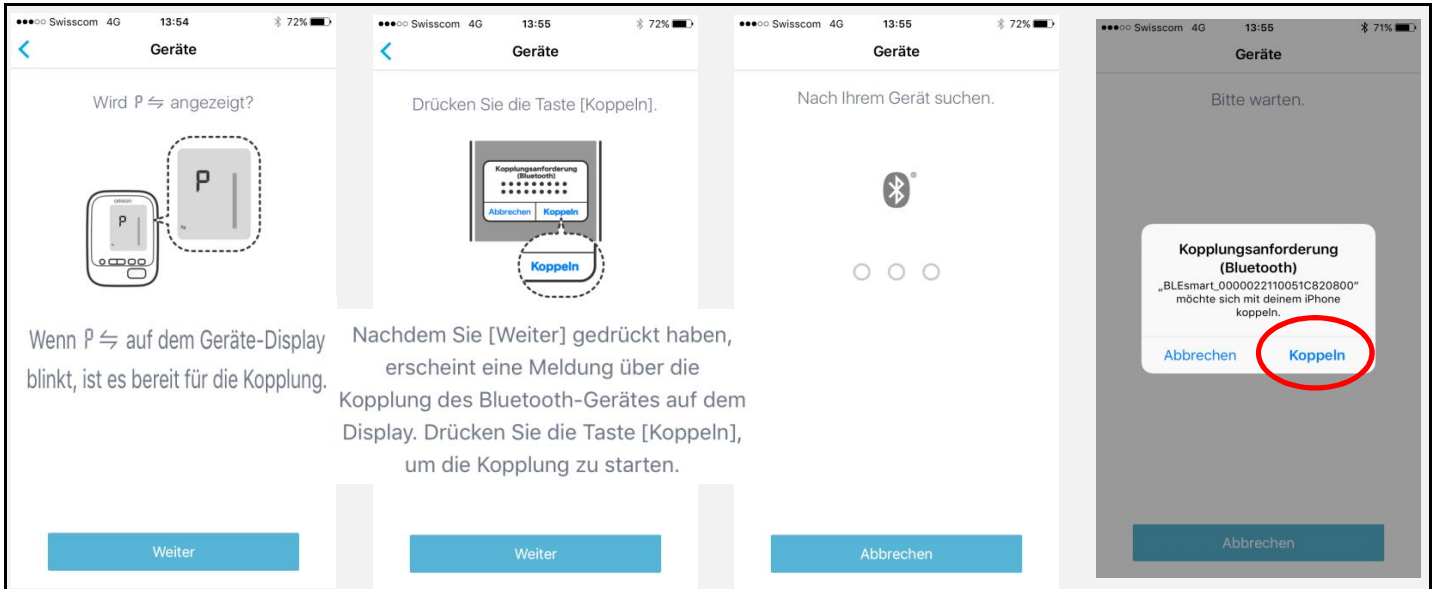 Swisscom 4G 13:54 72%
Geräte
Wird P ⇋ angezeigt?
P
OMRON
P
Wenn P ⇋ auf dem Geräte-Display
blinkt, ist es bereit für die Kopplung.
Weiter
Swisscom 4G 13:55 72%
Geräte
Drücken Sie die Taste [Koppeln].
Kopplungsanforderung
(Bluetooth)
Abbrechen Koppeln
Koppeln
Nachdem Sie [Weiter] gedrückt haben,
erscheint eine Meldung über die
Kopplung des Bluetooth-Gerätes auf dem
Display. Drücken Sie die Taste [Koppeln],
um die Kopplung zu starten.
Weiter
Swisscom 4G 13:55 72%
Geräte
Nach Ihrem Gerät suchen.
Abbrechen
Swisscom 4G 13:55 71%
Geräte
Bitte warten.
Kopplungsanforderung
(Bluetooth)
„BLEsmart_0000022110051C820800“
möchte sich mit deinem iPhone
koppeln.
Abbrechen Koppeln
Abbrechen